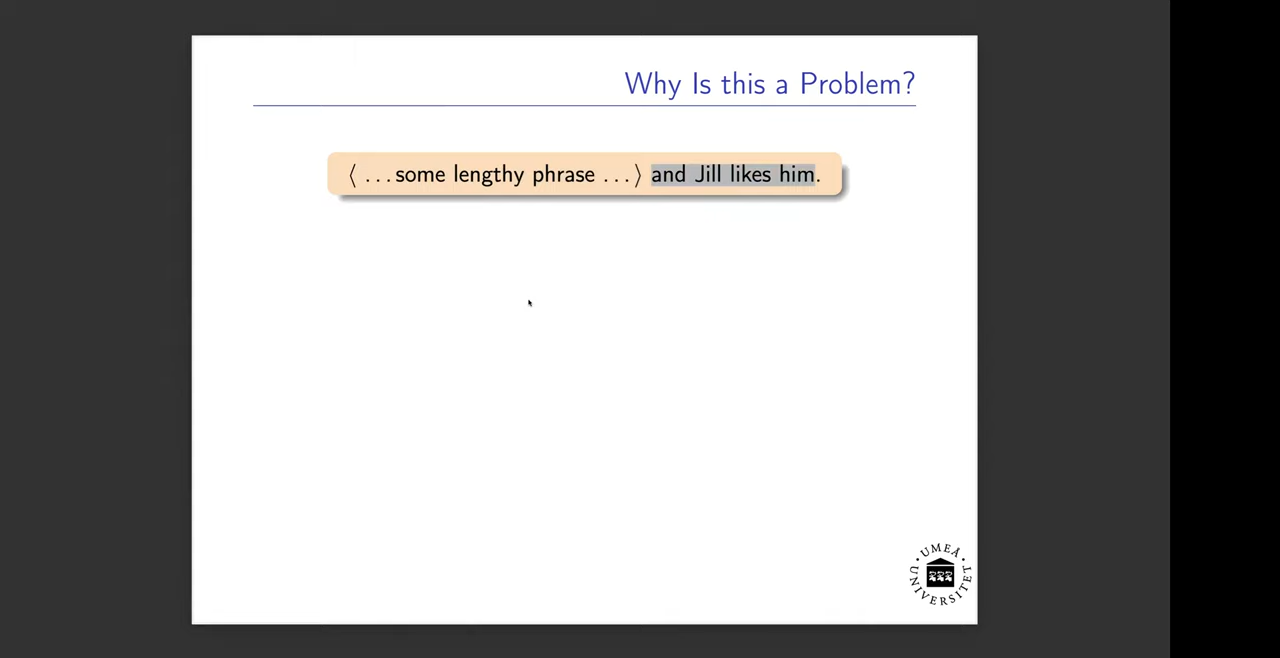 Why Is this a Problem?
⟨ ...some lengthy phrase ...⟩ and Jill likes him.
· UMEÅ · UNIVERSITET